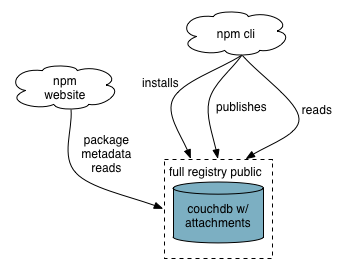 npm cli
npm
website
installs
publishes
reads
package
metadata
reads
full registry public
couchdb w/
attachments